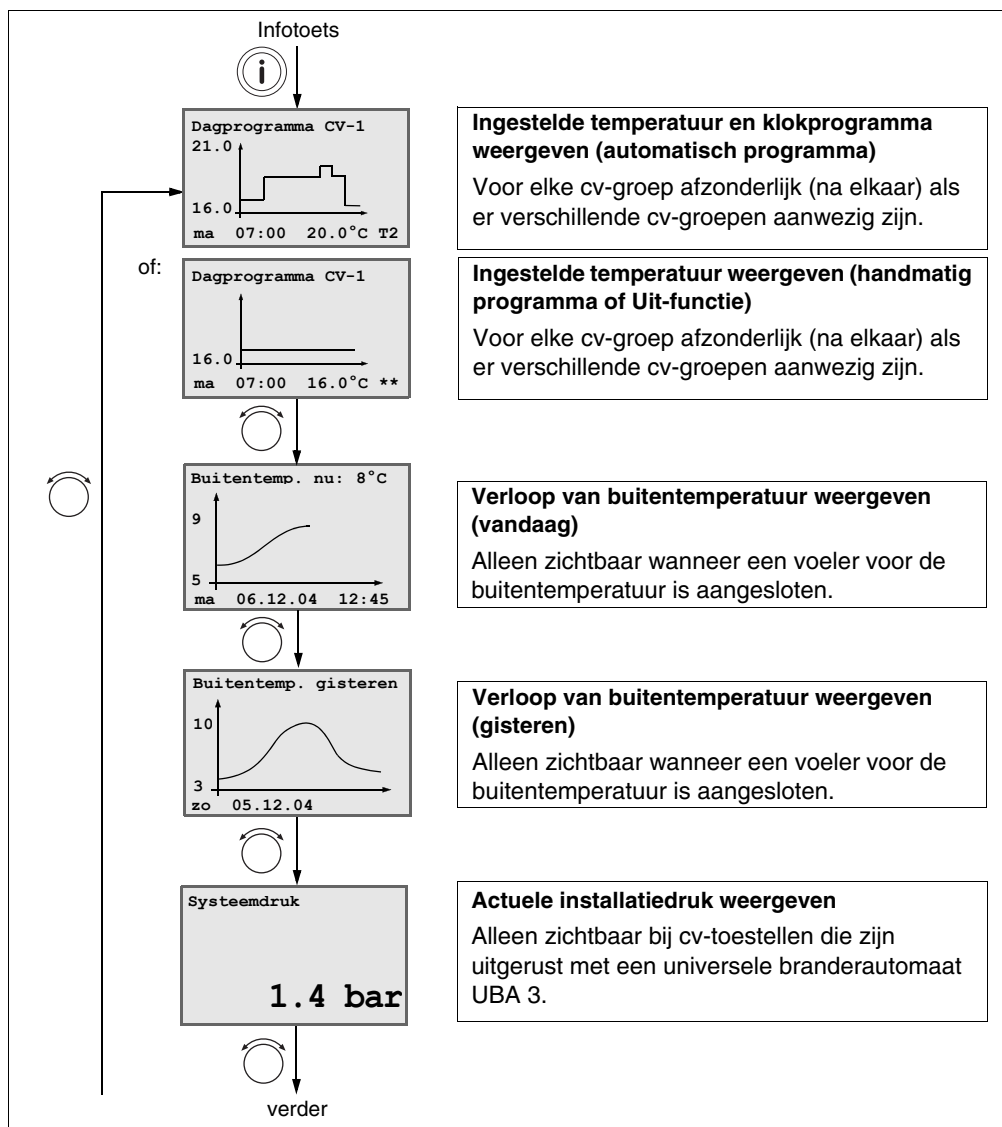 Infotoets
i
Dagprogramma CV-1
21.0
16.0
ma 07:00 20.0°C T2
Ingestelde temperatuur en klokprogramma
weergeven (automatisch programma)
Voor elke cv-groep afzonderlijk (na elkaar) als
er verschillende cv-groepen aanwezig zijn.
of:
Dagprogramma CV-1
16.0
ma 07:00 16.0°C **
Ingestelde temperatuur weergeven (handmatig
programma of Uit-functie)
Voor elke cv-groep afzonderlijk (na elkaar) als
er verschillende cv-groepen aanwezig zijn.
Buitentemp. nu: 8°C
9
5
ma 06.12.04 12:45
Verloop van buitentemperatuur weergeven
(vandaag)
Alleen zichtbaar wanneer een voeler voor de
buitentemperatuur is aangesloten.
Buitentemp. gisteren
10
3
zo 05.12.04
Verloop van buitentemperatuur weergeven
(gisteren)
Alleen zichtbaar wanneer een voeler voor de
buitentemperatuur is aangesloten.
Systeemdruk
1.4 bar
Actuele installatiedruk weergeven
Alleen zichtbaar bij cv-toestellen die zijn
uitgerust met een universele branderautomaat
UBA 3.
verder